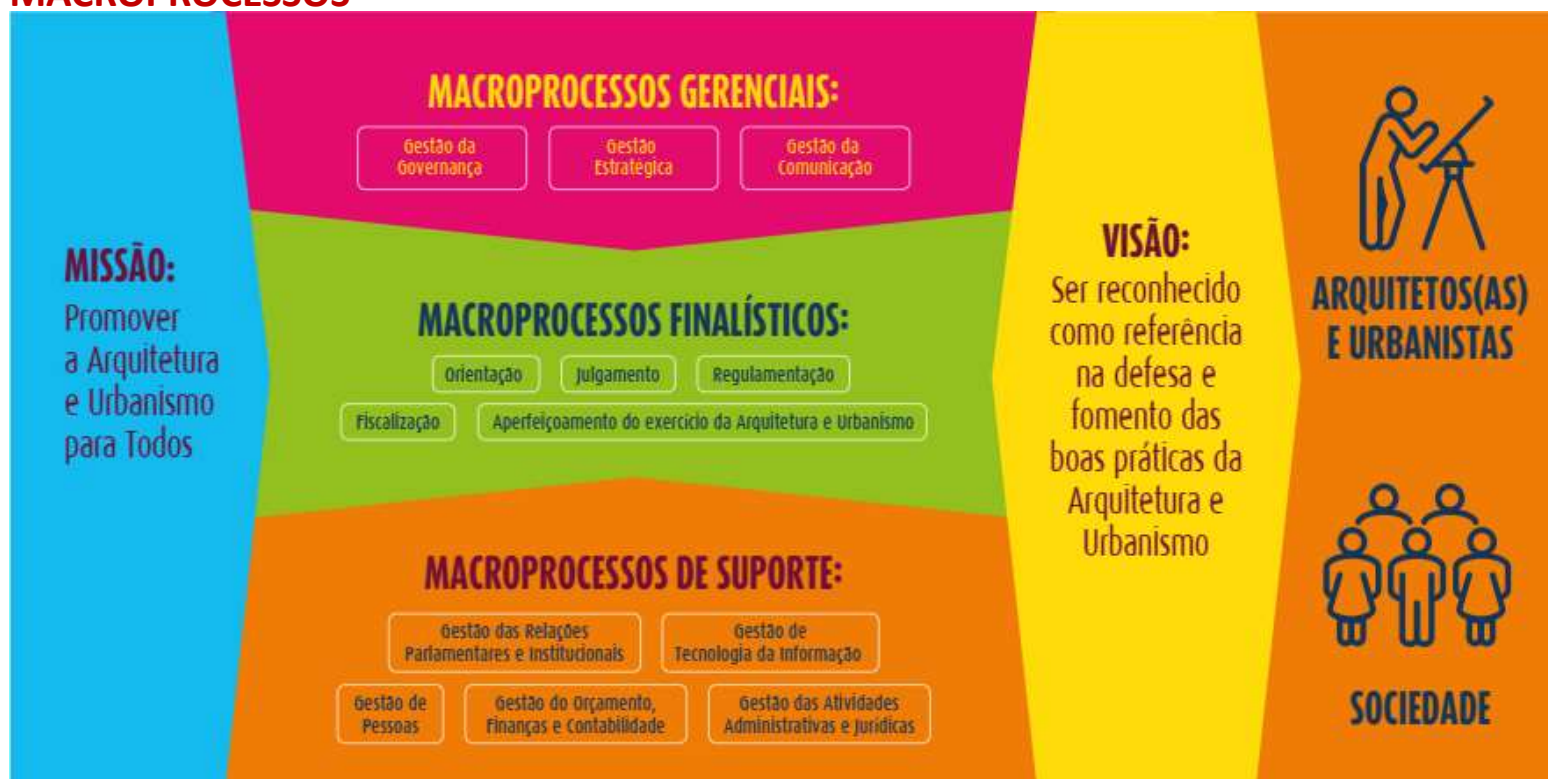 MACROPROCESSOS
MACROPROCESSOS GERENCIAIS:
Gestão da
Governança
Gestão
Estratégica
Gestão da
Comunicação
MISSÃO:
Promover
a Arquitetura
e Urbanismo
para Todos
MACROPROCESSOS FINALÍSTICOS:
Orientação
Julgamento
Regulamentação
Fiscalização
Aperfeiçoamento do exercício da Arquitetura e Urbanismo
MACROPROCESSOS DE SUPORTE:
Gestão das Relações
Parlamentares e Institucionais
Gestão de
Tecnologia da Informação
Gestão de
Pessoas
Gestão do Orçamento,
Finanças e Contabilidade
Gestão das Atividades
Administrativas e Jurídicas
VISÃO:
Ser reconhecido
como referência
na defesa e
fomento das
boas práticas da
Arquitetura e
Urbanismo
ARQUITETOS(AS)
E URBANISTAS
SOCIEDADE